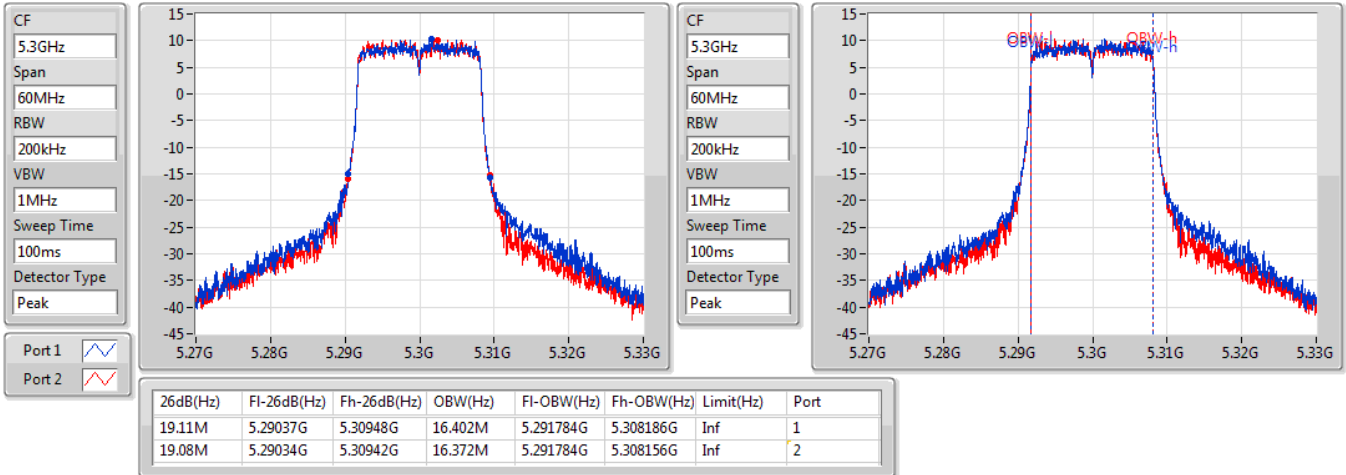 CF
5.3GHz
Span
60MHz
RBW
200kHz
VBW
1MHz
Sweep Time
100ms
Detector Type
Peak
Port 1
Port 2
15
10
5
0
-5
-10
-15
-20
-25
-30
-35
-40
-45
5.27G 5.28G 5.29G 5.3G 5.31G 5.32G 5.33G
CF
5.3GHz
Span
60MHz
RBW
200kHz
VBW
1MHz
Sweep Time
100ms
Detector Type
Peak
15
10
5
0
-5
-10
-15
-20
-25
-30
-35
-40
-45
OBW-l OBW-h
5.27G 5.28G 5.29G 5.3G 5.31G 5.32G 5.33G
26dB(Hz) Fl-26dB(Hz) Fh-26dB(Hz) OBW(Hz) Fl-OBW(Hz) Fh-OBW(Hz) Limit(Hz) Port
19.11M 5.29037G 5.30948G 16.402M 5.291784G 5.308186G Inf 1
19.08M 5.29034G 5.30942G 16.372M 5.291784G 5.308156G Inf 2